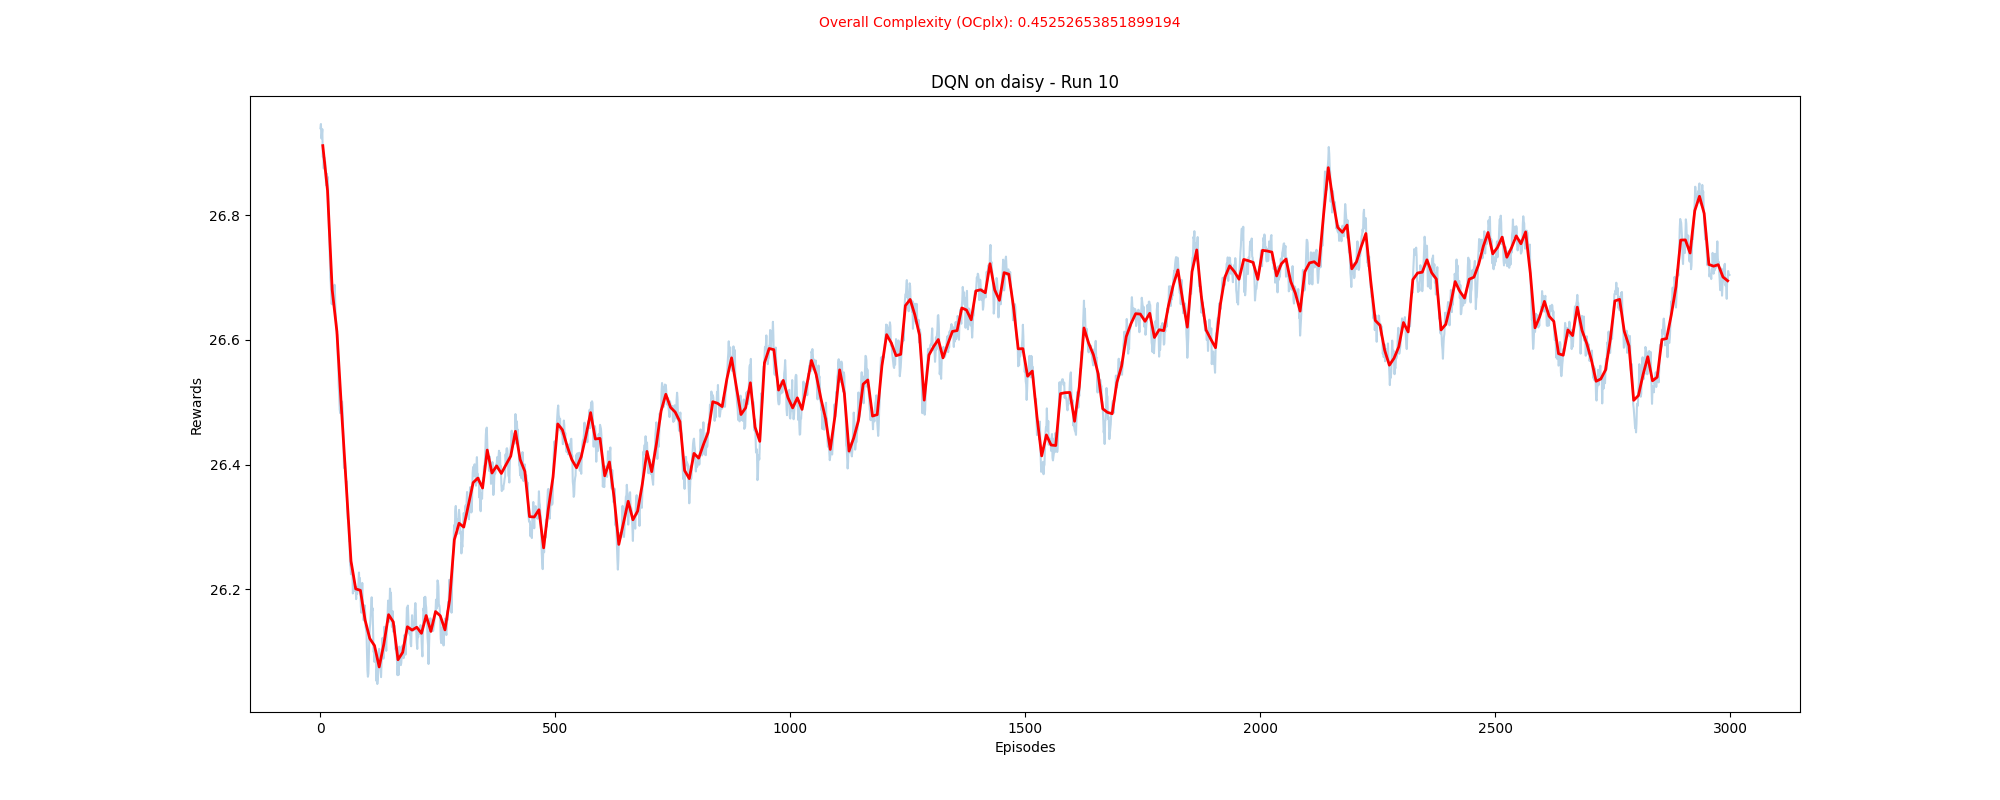 Overall Complexity (OCplx): 0.45252653851899194
DQN on daisy - Run 10
Rewards
26.8
26.6
26.4
26.2
0 500 1000 1500 2000 2500 3000
Episodes